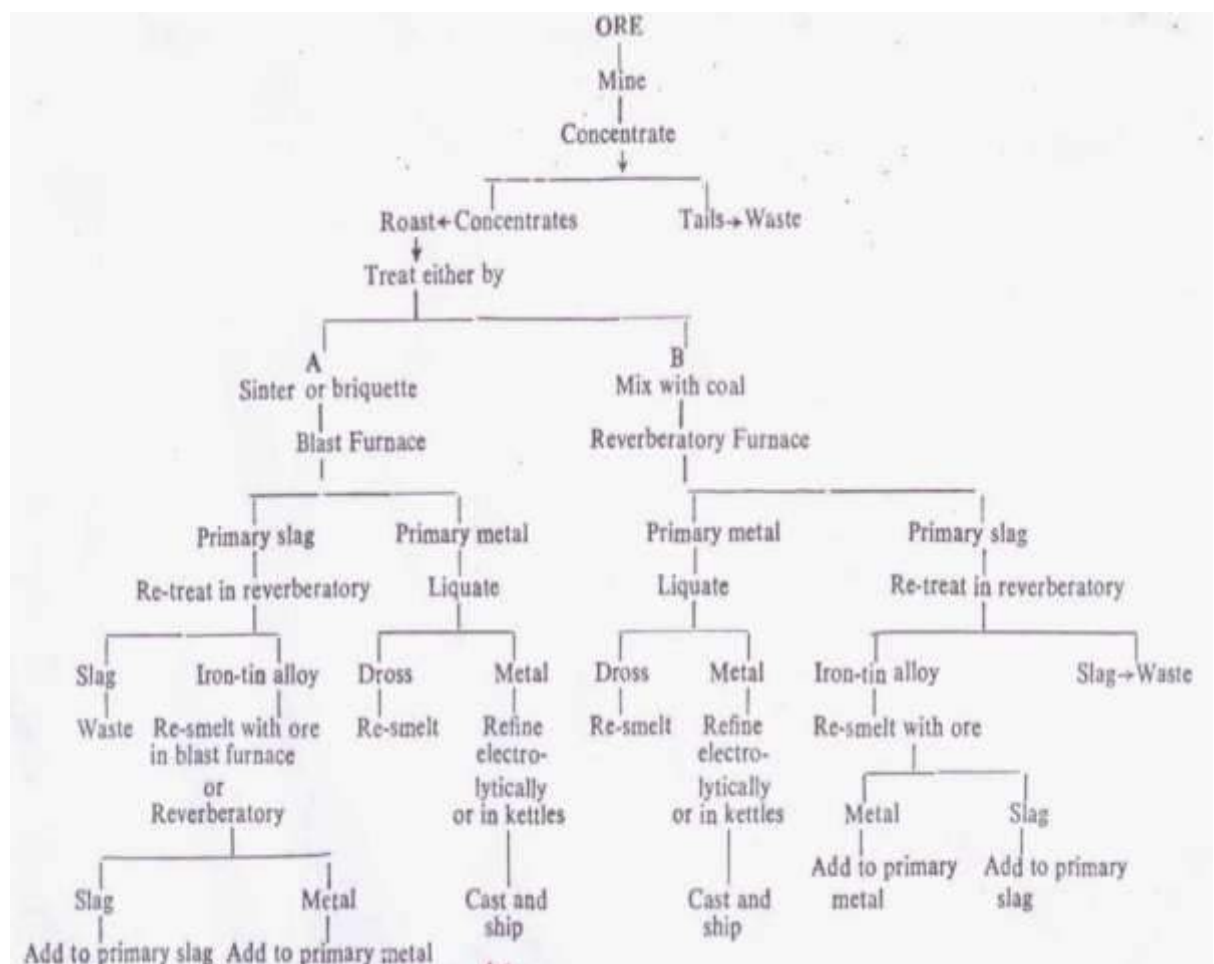 ORE
Mine
Concentrate
Roast←Concentrates
Tails→Waste
Treat either by
A
Sinter or briquette
Blast Furnace
B
Mix with coal
Reverberatory Furnace
Primary slag
Primary metal
Primary metal
Primary slag
Re-treat in reverberatory
Liquate
Liquate
Re-treat in reverberatory
Slag
Iron-tin alloy
Dross
Metal
Dross
Metal
Iron-tin alloy
Slag→Waste
Waste
Re-smelt with ore
in blast furnace
or
Reverberatory
Re-smelt
Refine
electro-
lytically
or in kettles
Re-smelt
Refine
electro-
lytically
or in kettles
Re-smelt with ore
Metal
Slag
Add to primary
metal
Add to primary
slag
Slag
Metal
Cast and
ship
Cast and
ship
Add to primary slag
Add to primary metal